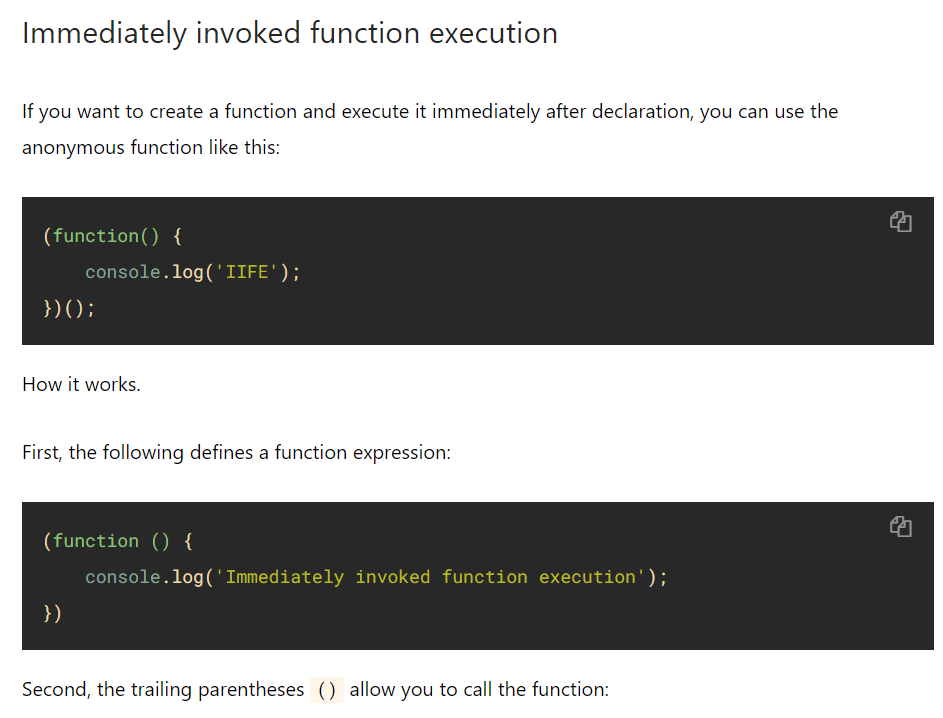 Immediately invoked function execution
If you want to create a function and execute it immediately after declaration, you can use the
anonymous function like this:
(function() {
    console.log('IIFE');
})();
How it works.
First, the following defines a function expression:
(function () {
    console.log('Immediately invoked function execution');
})
Second, the trailing parentheses () allow you to call the function: